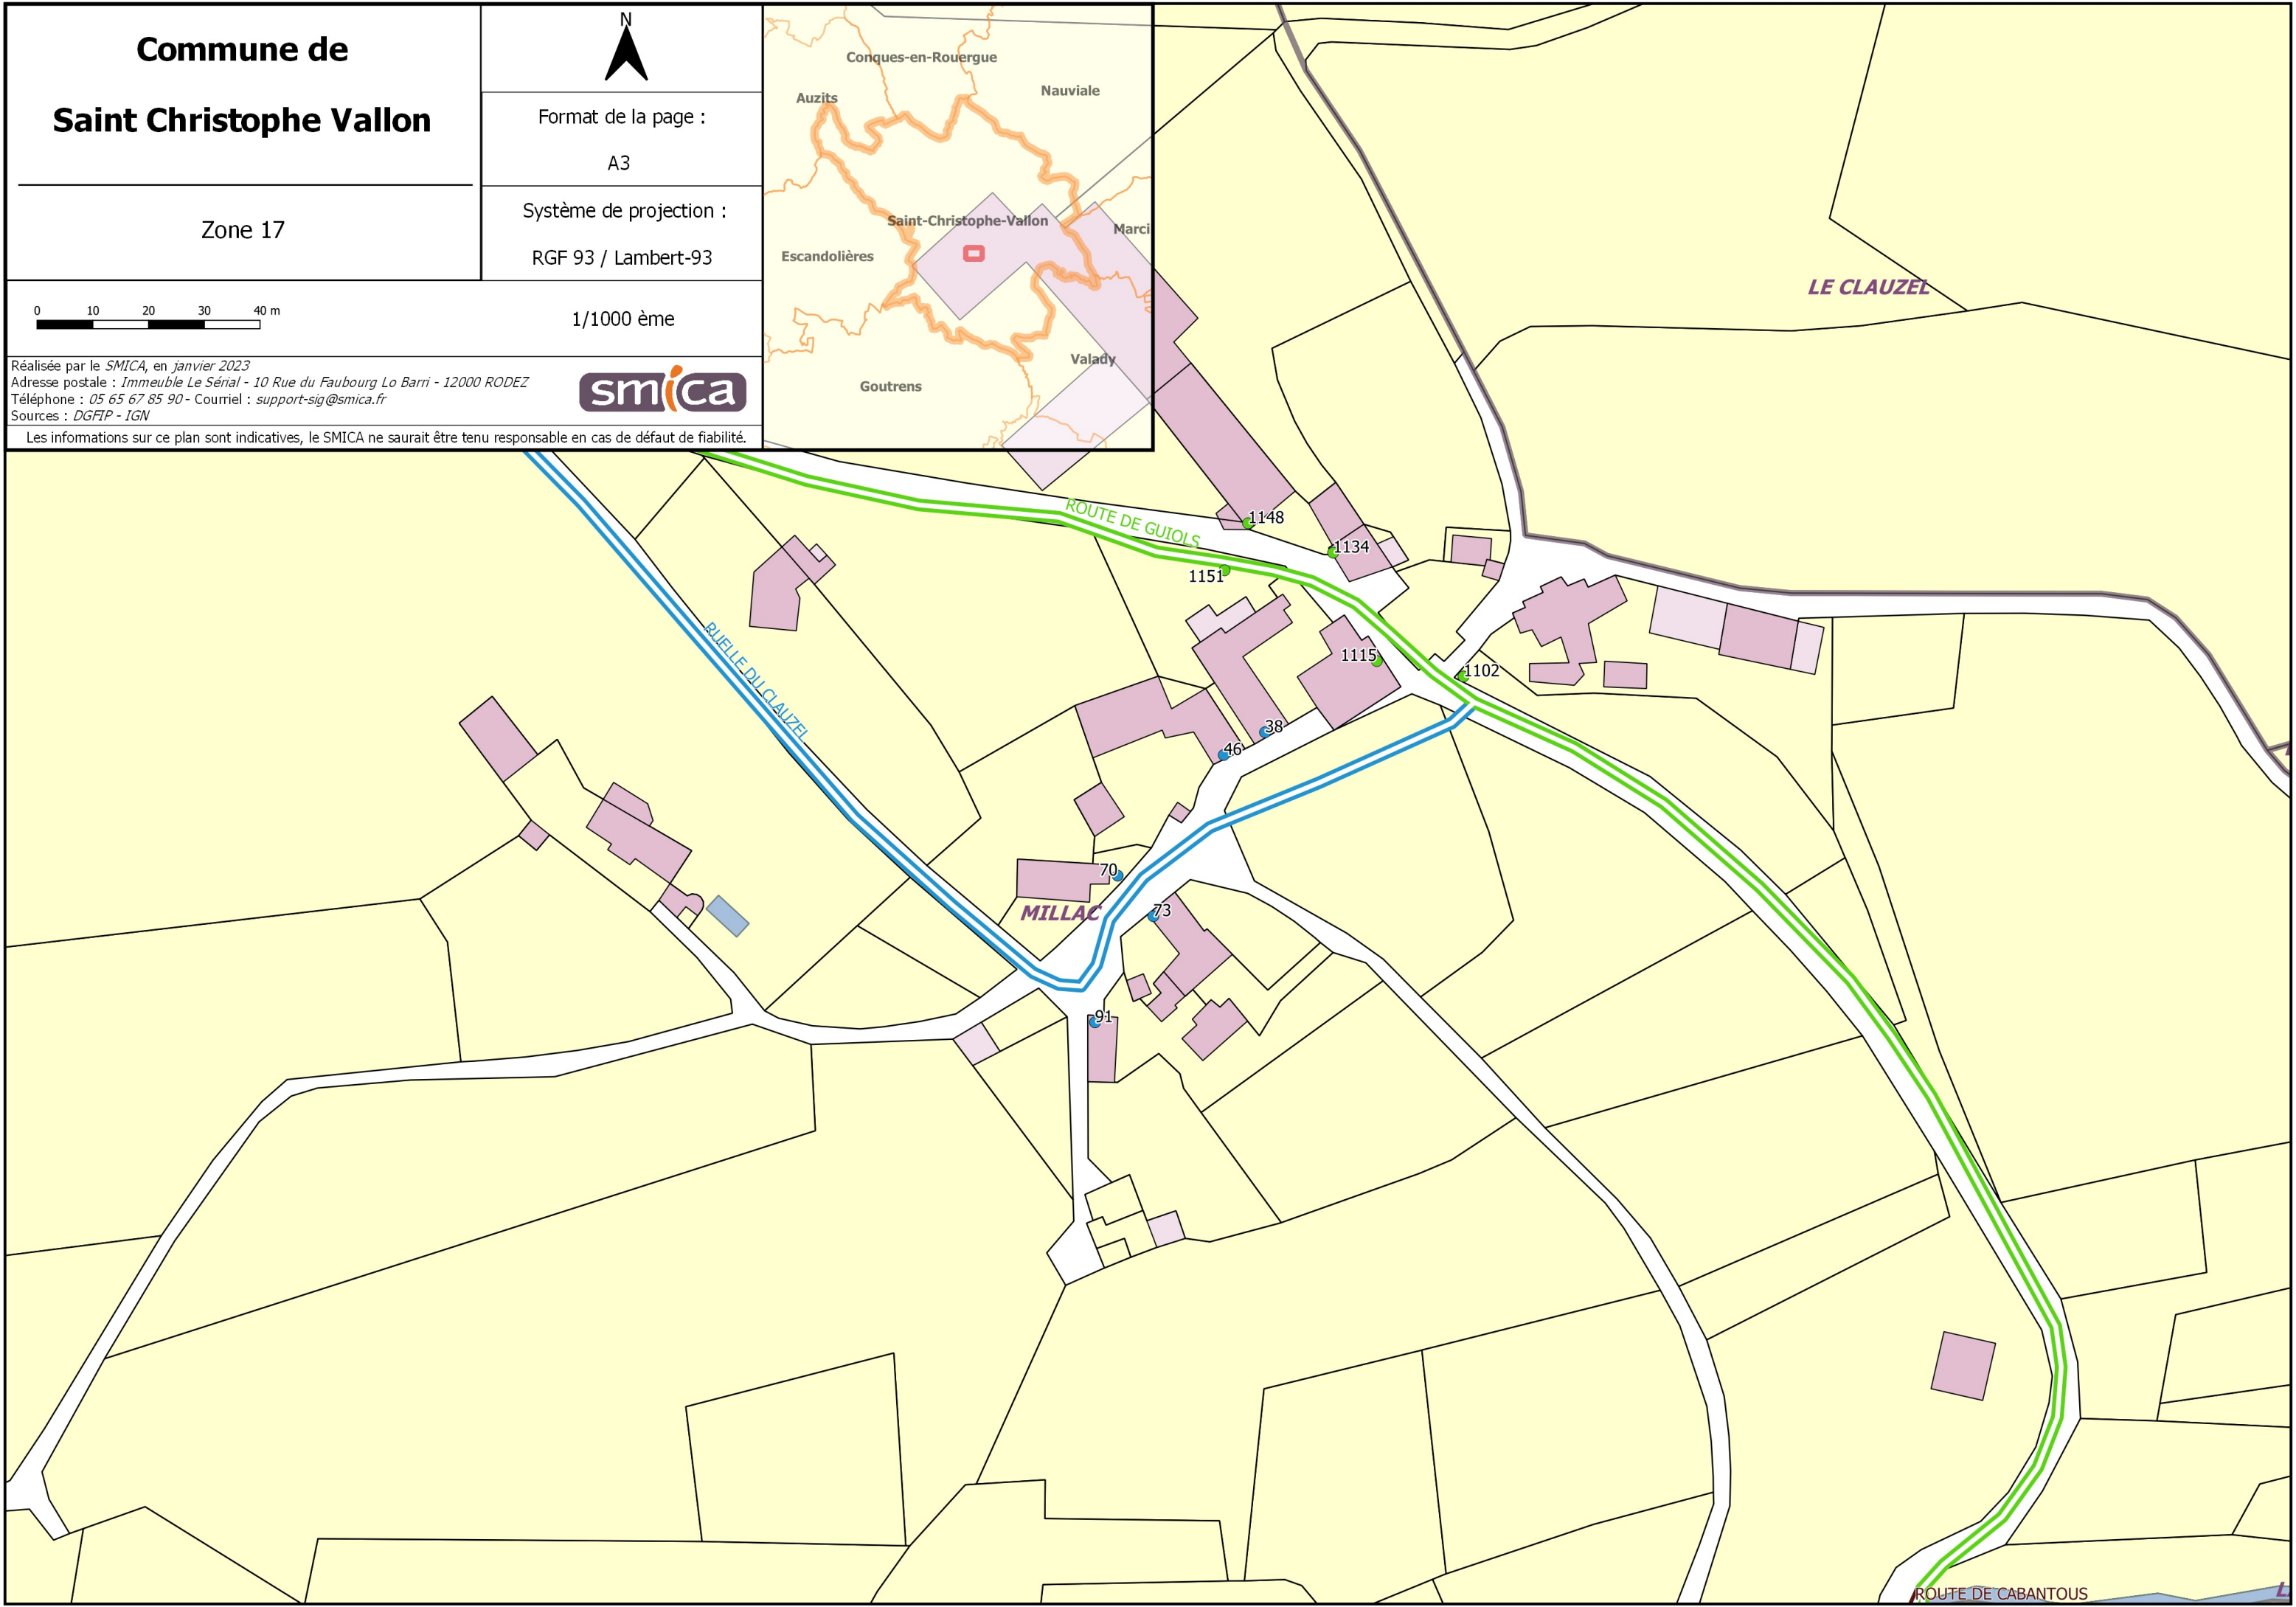 Commune de
Saint Christophe Vallon
Zone 17
N
Format de la page :
A3
Système de projection :
RGF 93 / Lambert-93
0 10 20 30 40 m
1/1000 ème
Réalisée par le SMICA, en janvier 2023
Adresse postale : Immeuble Le Sérial - 10 Rue du Faubourg Lo Barri - 12000 RODEZ
Téléphone : 05 65 67 85 90 - Courriel : support-sig@smica.fr
Sources : DGFIP - IGN
smica
Les informations sur ce plan sont indicatives, le SMICA ne saurait être tenu responsable en cas de défaut de fiabilité.
Conques-en-Rouergue
Auzits
Nauviale
Saint-Christophe-Vallon
Marci
Escandolières
Valady
Goutrens
LE CLAUZEL
ROUTE DE GUIOLS
1148
1134
1151
1115
1102
RUELLE DU CLAUZEL
38
46
70
MILLAC
73
91
ROUTE DE CABANTOUS